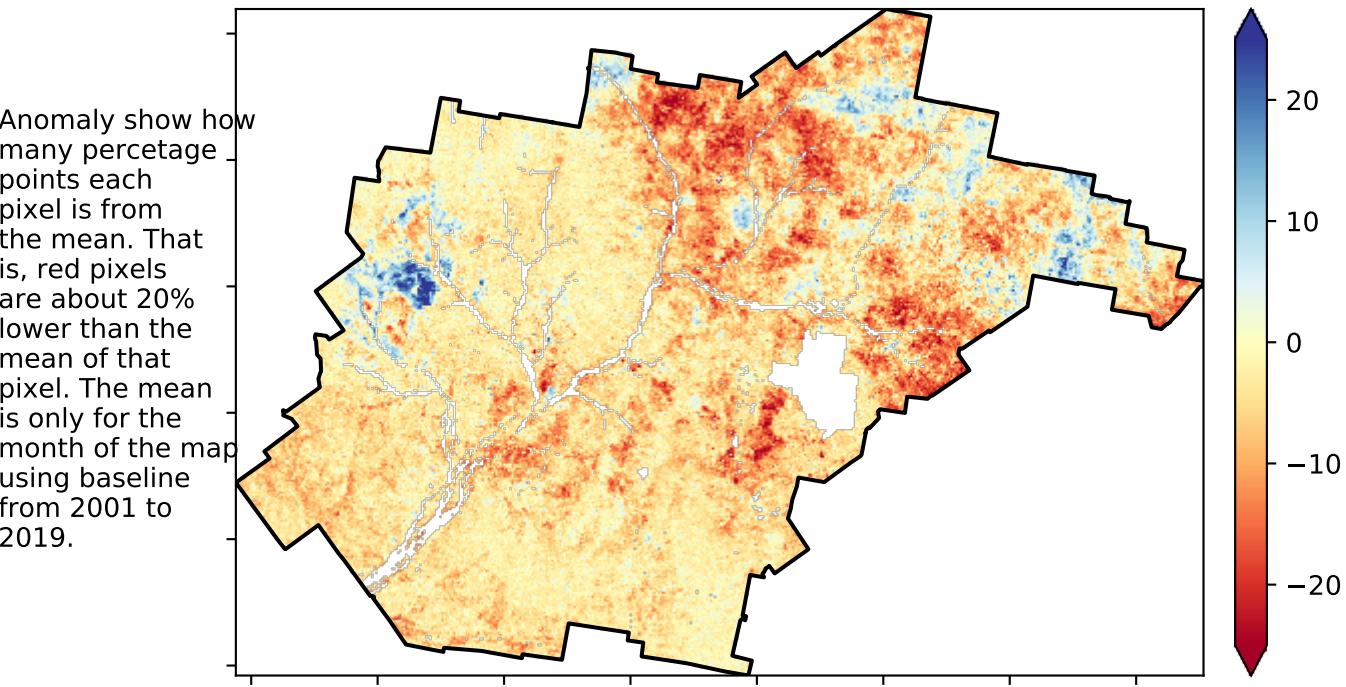 Anomaly show how
many percetage
points each
pixel is from
the mean. That
is, red pixels
are about 20%
lower than the
mean of that
pixel. The mean
is only for the
month of the map
using baseline
from 2001 to
2019.
20
10
0
−10
−20